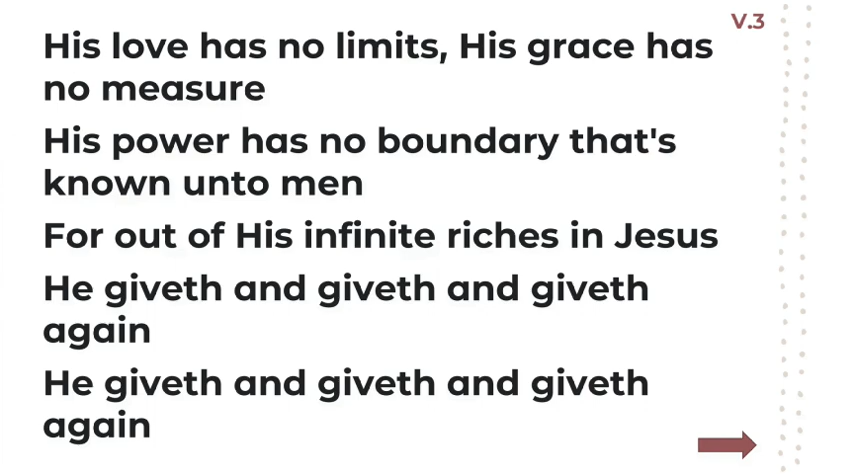 V.3
His love has no limits, His grace has
no measure
His power has no boundary that's
known unto men
For out of His infinite riches in Jesus
He giveth and giveth and giveth
again
He giveth and giveth and giveth
again